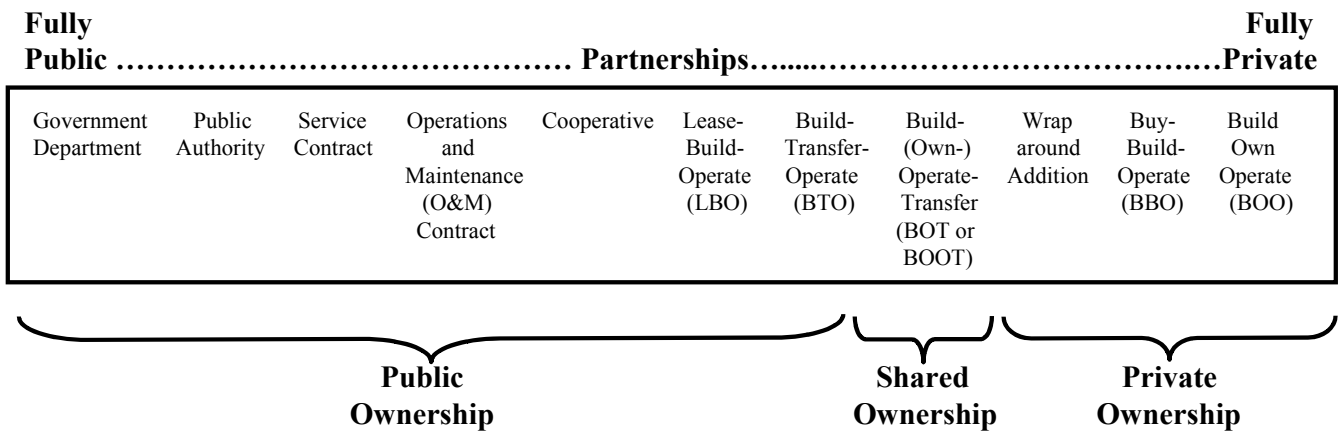 Fully
Public ……………………………………… Partnerships….....……………………………….…Private
Fully
Government
Department
Public
Authority
Service
Contract
Operations
and
Maintenance
(O&M)
Contract
Cooperative
Lease-
Build-
Operate
(LBO)
Build-
Transfer-
Operate
(BTO)
Build-
(Own-)
Operate-
Transfer
(BOT or
BOOT)
Wrap
around
Addition
Buy-
Build-
Operate
(BBO)
Build
Own
Operate
(BOO)
Public
Ownership
Shared
Ownership
Private
Ownership